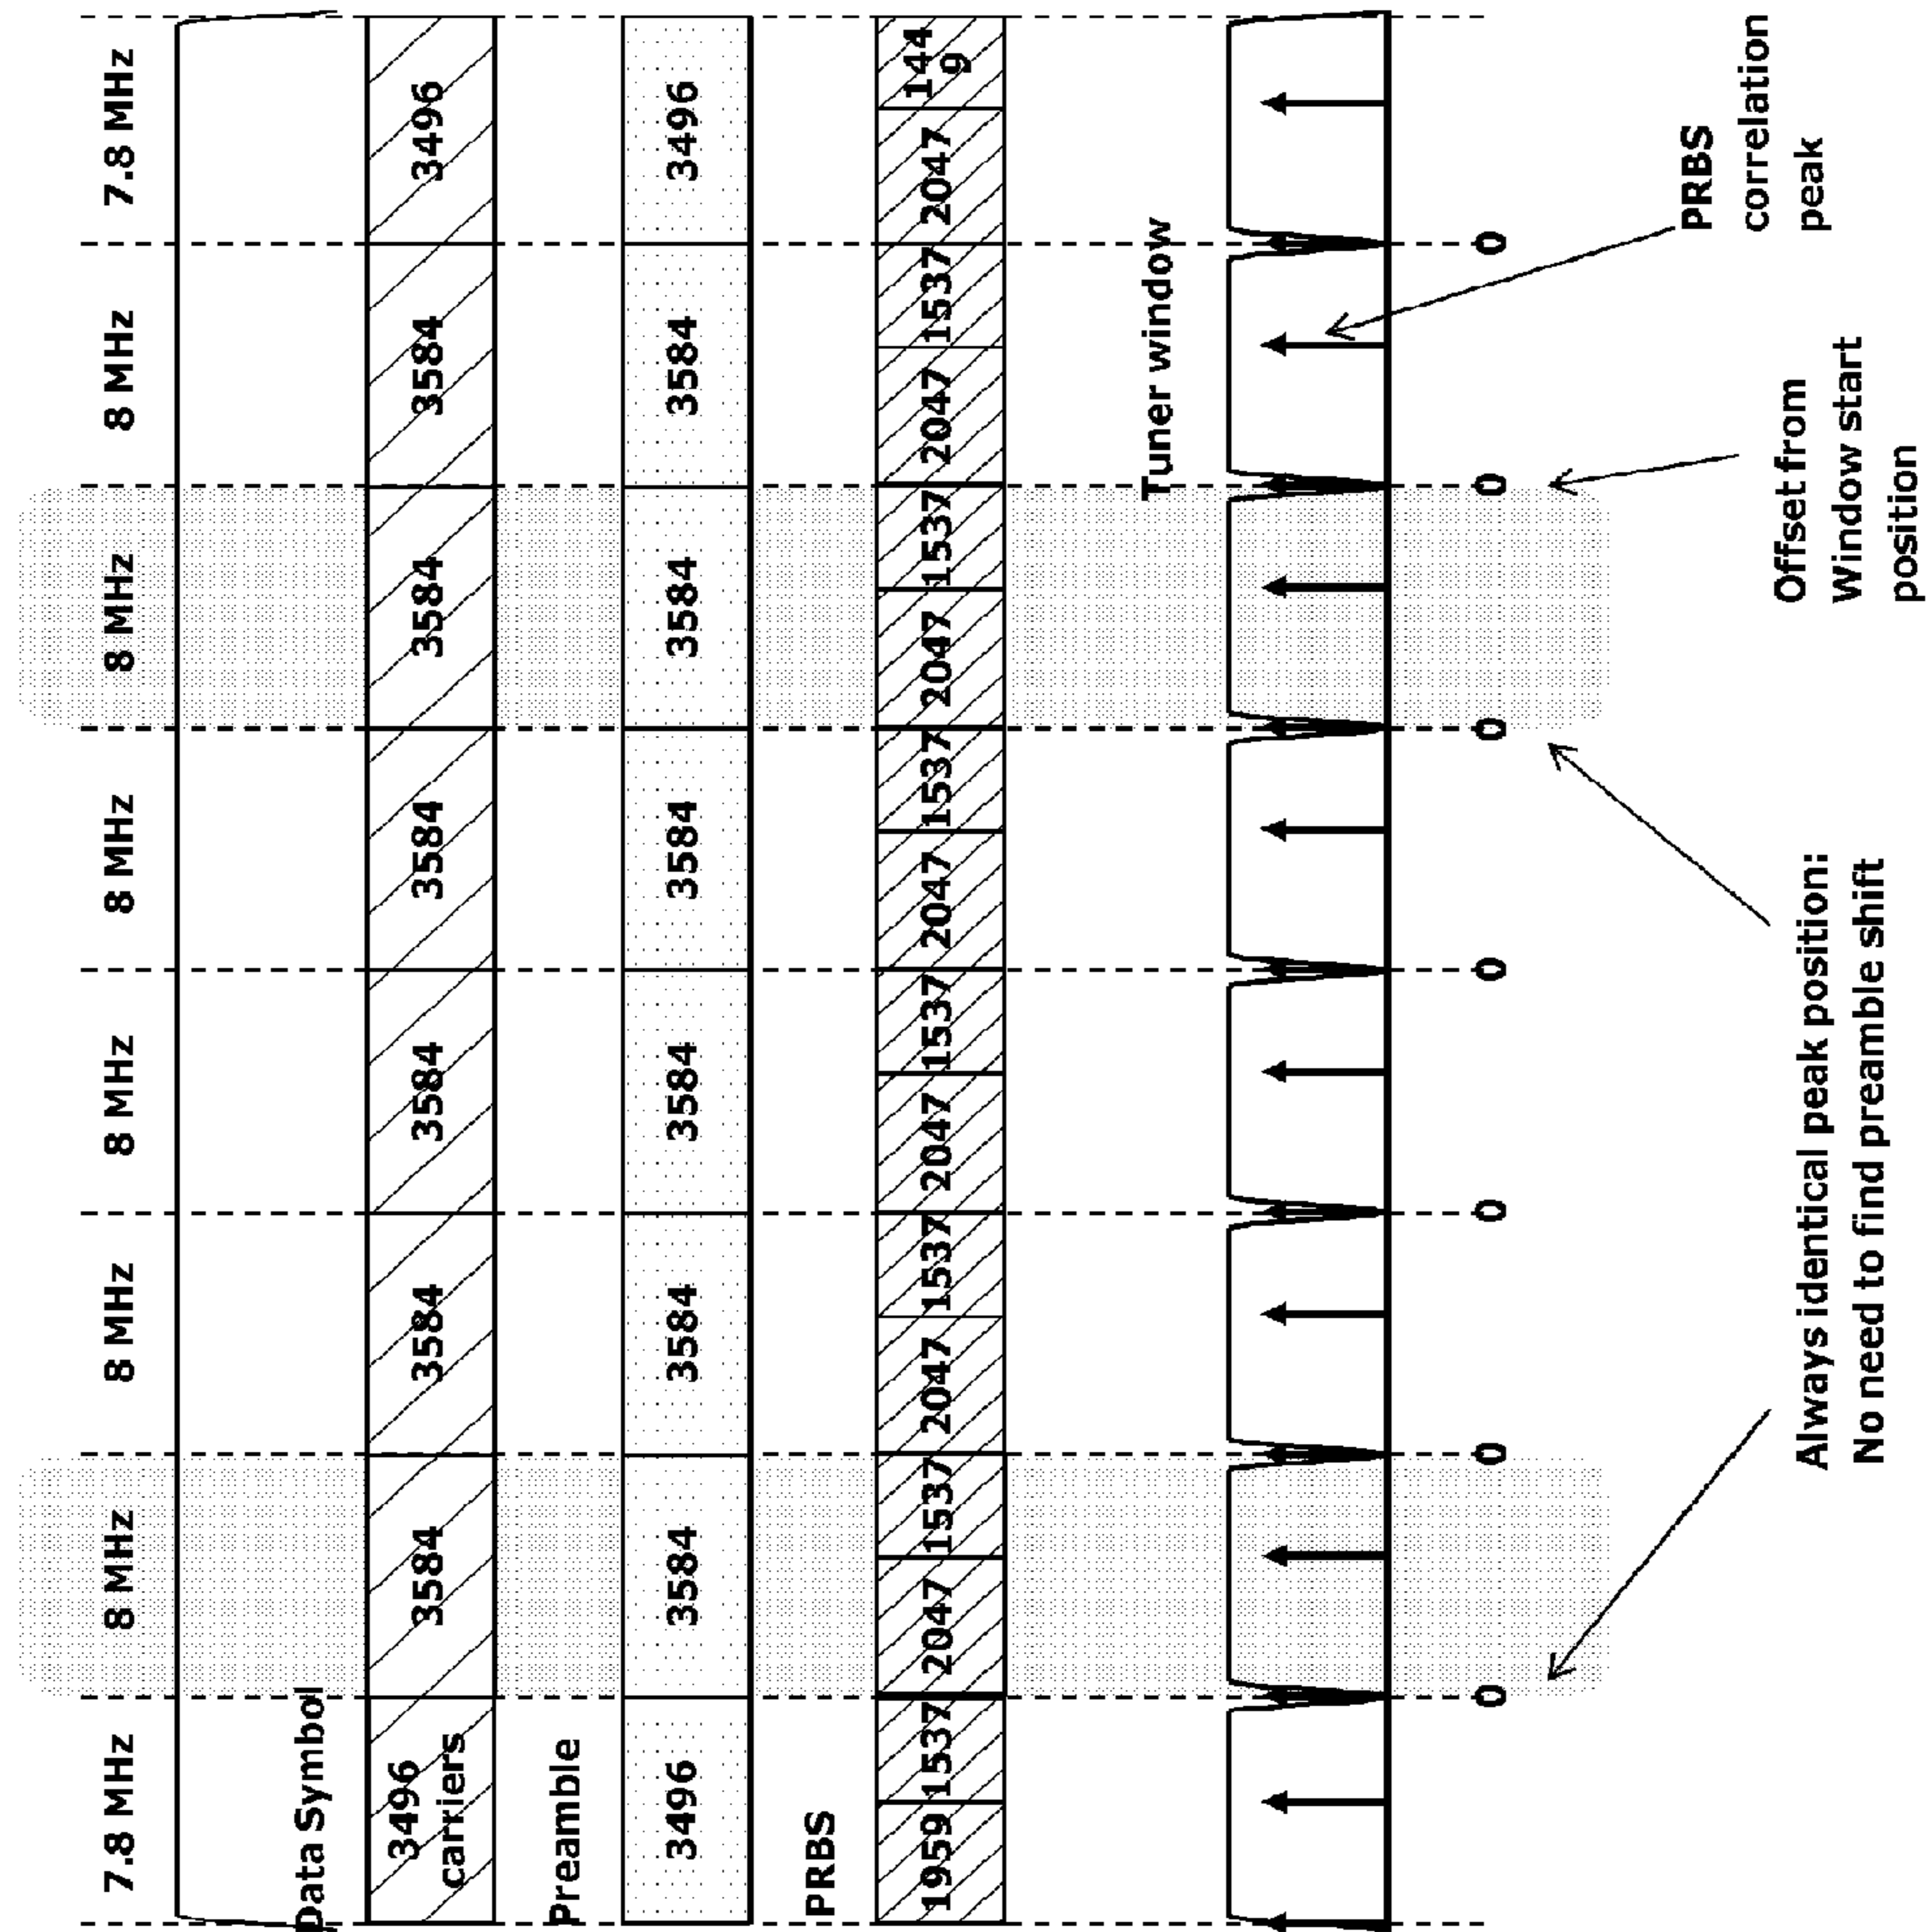 7.8 MHz 8 MHz 8 MHz 8 MHz 8 MHz 8 MHz 8 MHz 7.8 MHz
Data Symbol
3496 carriers 3584 3584 3584 3584 3584 3584 3496
Preamble
3496 3584 3584 3584 3584 3584 3584 3496
PRBS
1959 1537 2047 1537 2047 1537 2047 1537 2047 1537 2047 1537 2047 1537 2047 144
9
Tuner window
0 0 0 0 0 0 0
Always identical peak position:
No need to find preamble shift
Offset from
Window start
position
PRBS
correlation
peak